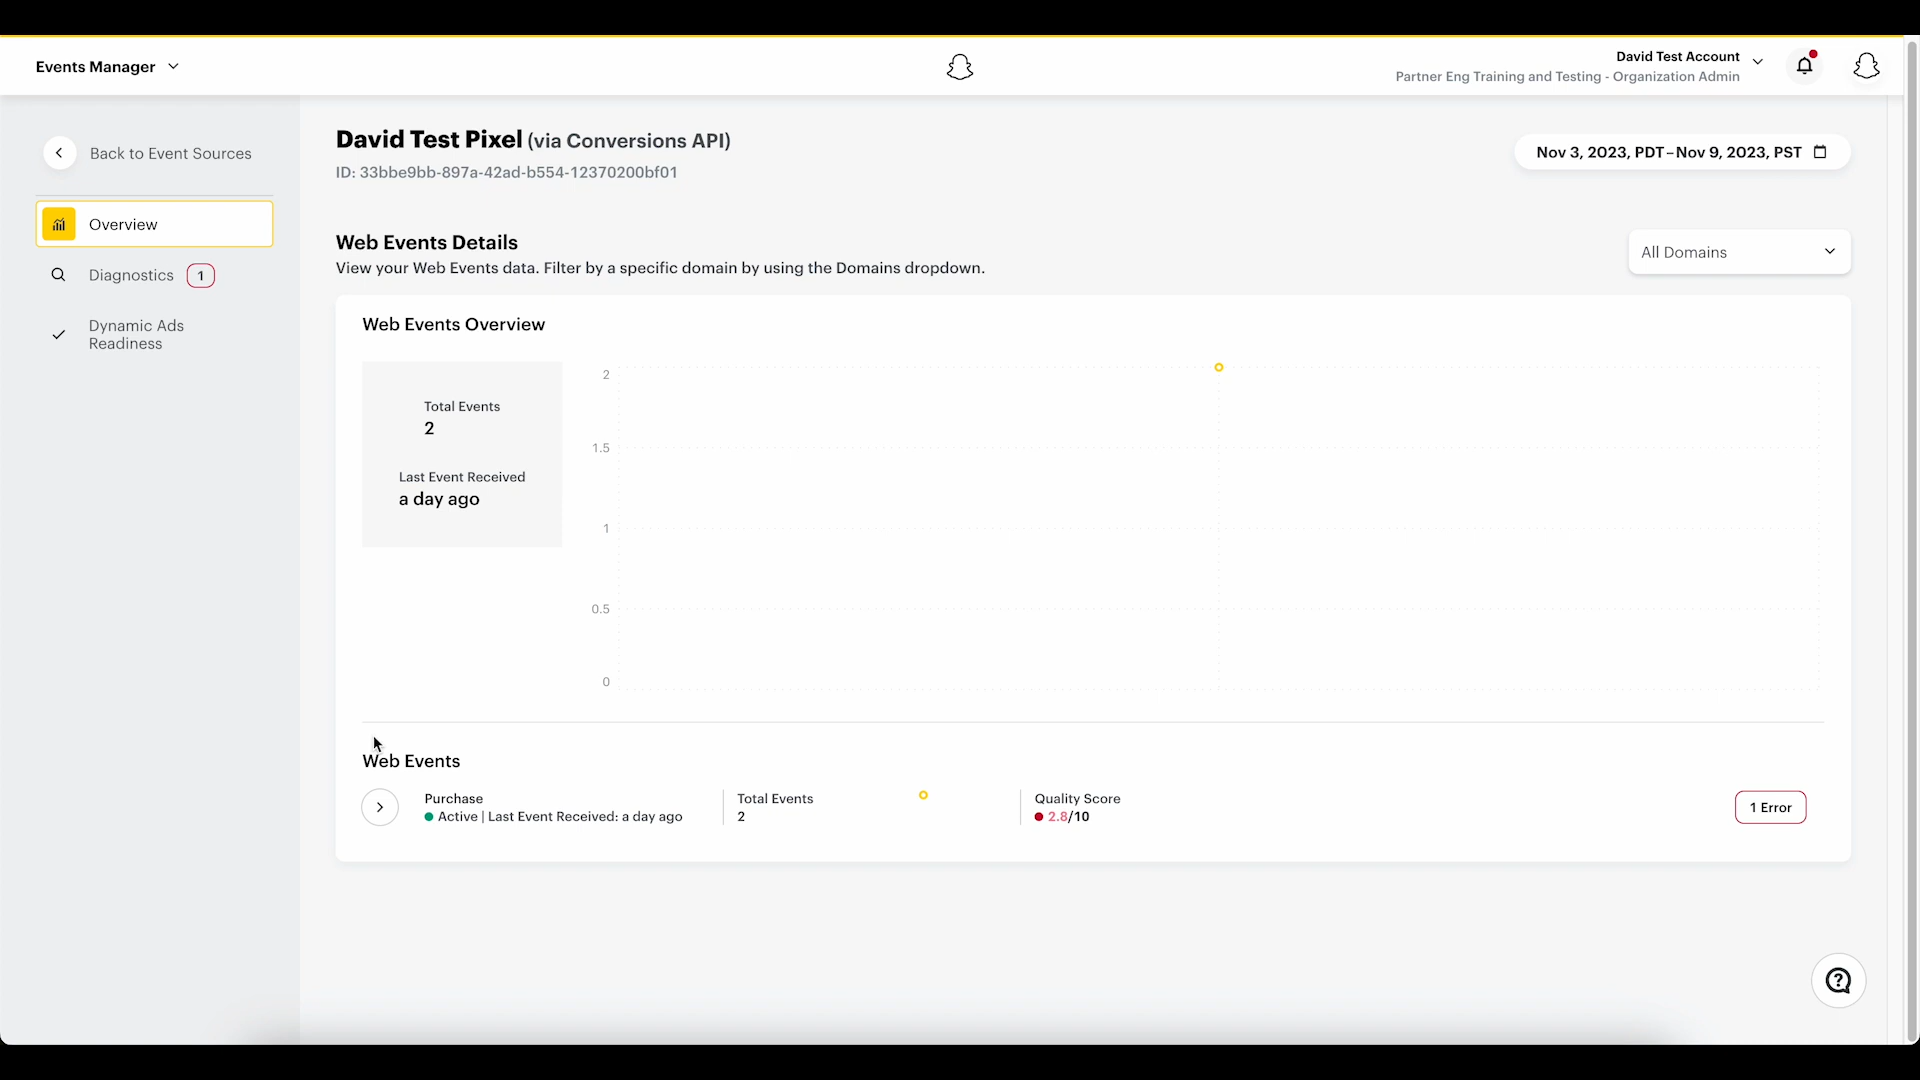 Events Manager
David Test Account
Partner Eng Training and Testing - Organization Admin
Back to Event Sources
Overview
Diagnostics 1
Dynamic Ads
Readiness
David Test Pixel (via Conversions API)
ID: 33bbe9bb-897a-42ad-b554-12370200bf01
Nov 3, 2023, PDT – Nov 9, 2023, PST
Web Events Details
View your Web Events data. Filter by a specific domain by using the Domains dropdown.
All Domains
Web Events Overview
Total Events
2
Last Event Received
a day ago
2
1.5
1
0.5
0
Web Events
Purchase
Active | Last Event Received: a day ago
Total Events
2
Quality Score
2.8/10
1 Error